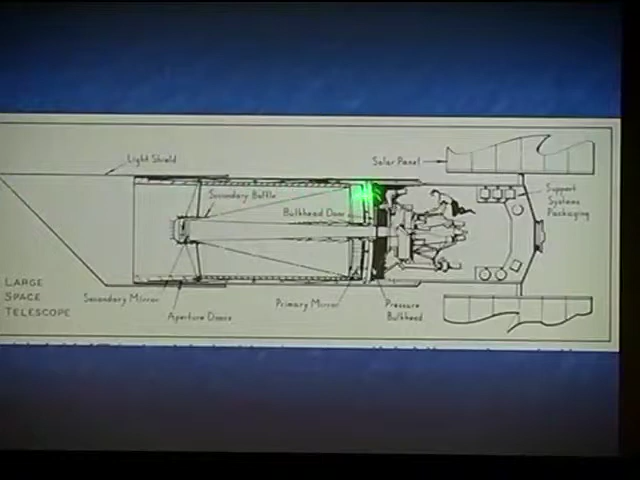 Light Shield
Solar Panel
Secondary Baffle
Bulkhead Door
Support
Systems
Packaging
LARGE
SPACE
TELESCOPE
Secondary Mirror
Aperture Doors
Primary Mirror
Pressure
Bulkhead